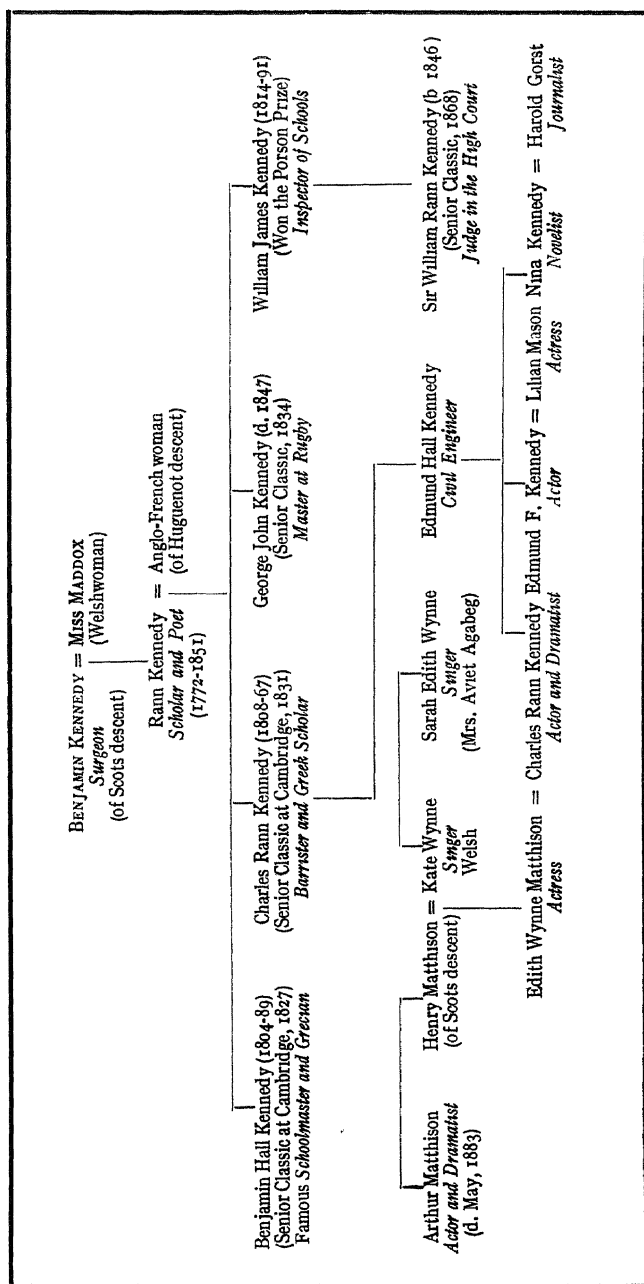 BENJAMIN KENNEDY = MISS MADDOX
Surgeon (Welshwoman)
(of Scots descent)
Rann Kennedy = Anglo-French woman
Scholar and Poet (of Huguenot descent)
(1772-1851)
Benjamin Hall Kennedy (1804-89)
(Senior Classic at Cambridge, 1827)
Famous Schoolmaster and Grecian
Charles Rann Kennedy (1808-67)
(Senior Classic at Cambridge, 1831)
Barrister and Greek Scholar
George John Kennedy (d. 1847)
(Senior Classic, 1834)
Master at Rugby
William James Kennedy (1814-91)
(Won the Porson Prize)
Inspector of Schools
Arthur Matthison
Actor and Dramatist
(d. May, 1883)
Henry Matthison = Kate Wynne
(of Scots descent) Singer
Welsh
Sarah Edith Wynne
Singer
(Mrs. Aviet Agabeg)
Edmund Hall Kennedy
Civil Engineer
Sir William Rann Kennedy (b 1846)
(Senior Classic, 1868)
Judge in the High Court
Edith Wynne Matthison = Charles Rann Kennedy Edmund F. Kennedy = Lilian Mason Nina Kennedy = Harold Gorst
Actress Actor and Dramatist Actor Actress Novelist Journalist